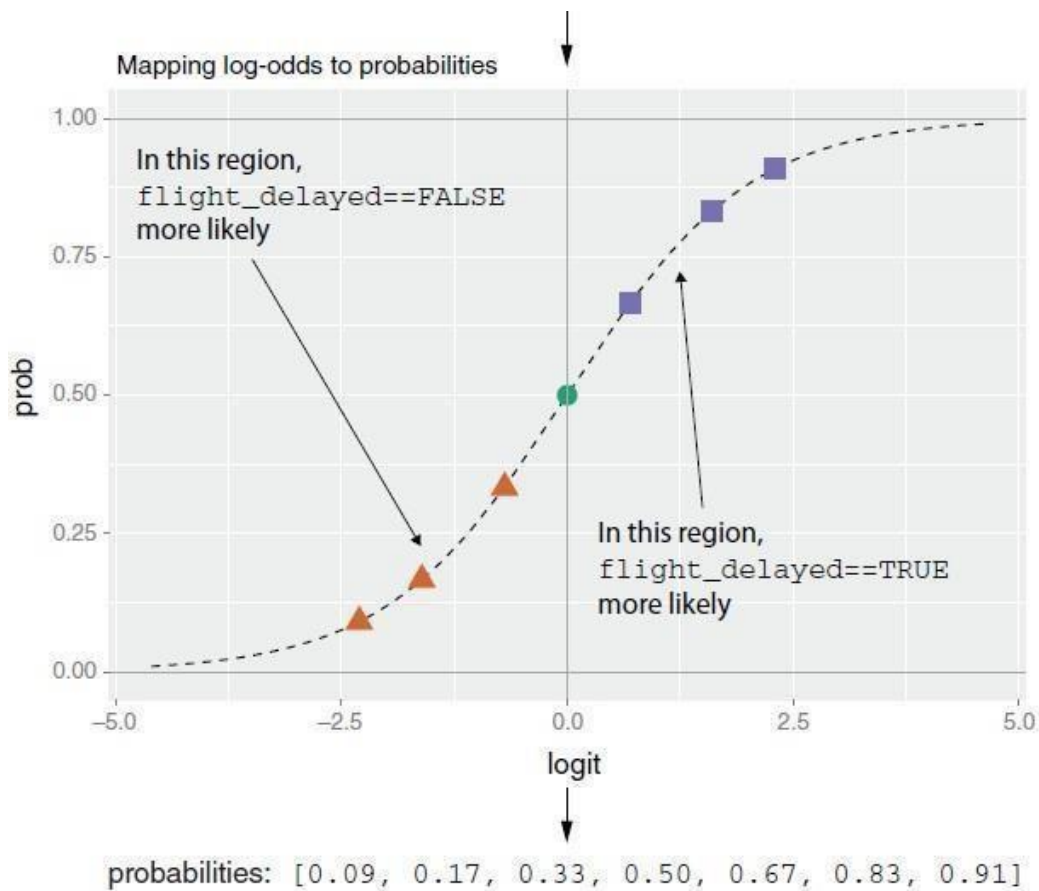 Mapping log-odds to probabilities
1.00
In this region,
flight_delayed==FALSE
more likely
0.75
prob
0.50
0.25
In this region,
flight_delayed==TRUE
more likely
0.00
−5.0 −2.5 0.0 2.5 5.0
logit
probabilities: [0.09, 0.17, 0.33, 0.50, 0.67, 0.83, 0.91]